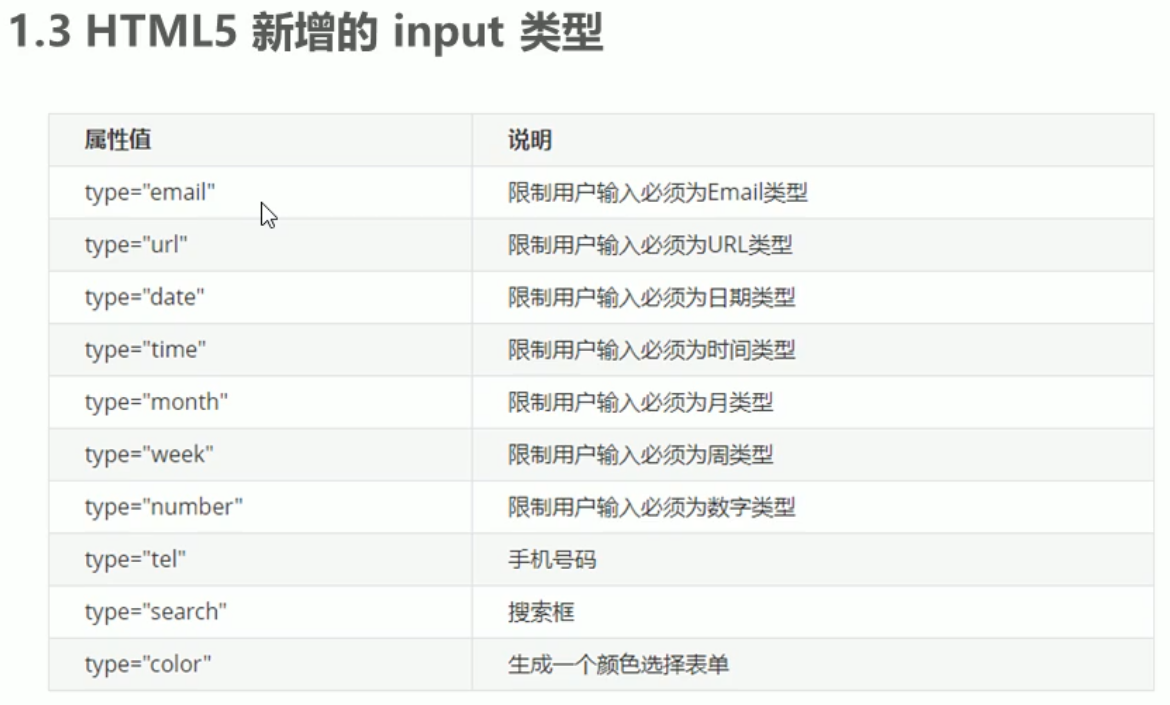 1.3 HTML5 新增的 input 类型
属性值 说明
type="email" 限制用户输入必须为Email类型
type="url" 限制用户输入必须为URL类型
type="date" 限制用户输入必须为日期类型
type="time" 限制用户输入必须为时间类型
type="month" 限制用户输入必须为月类型
type="week" 限制用户输入必须为周类型
type="number" 限制用户输入必须为数字类型
type="tel" 手机号码
type="search" 搜索框
type="color" 生成一个颜色选择表单